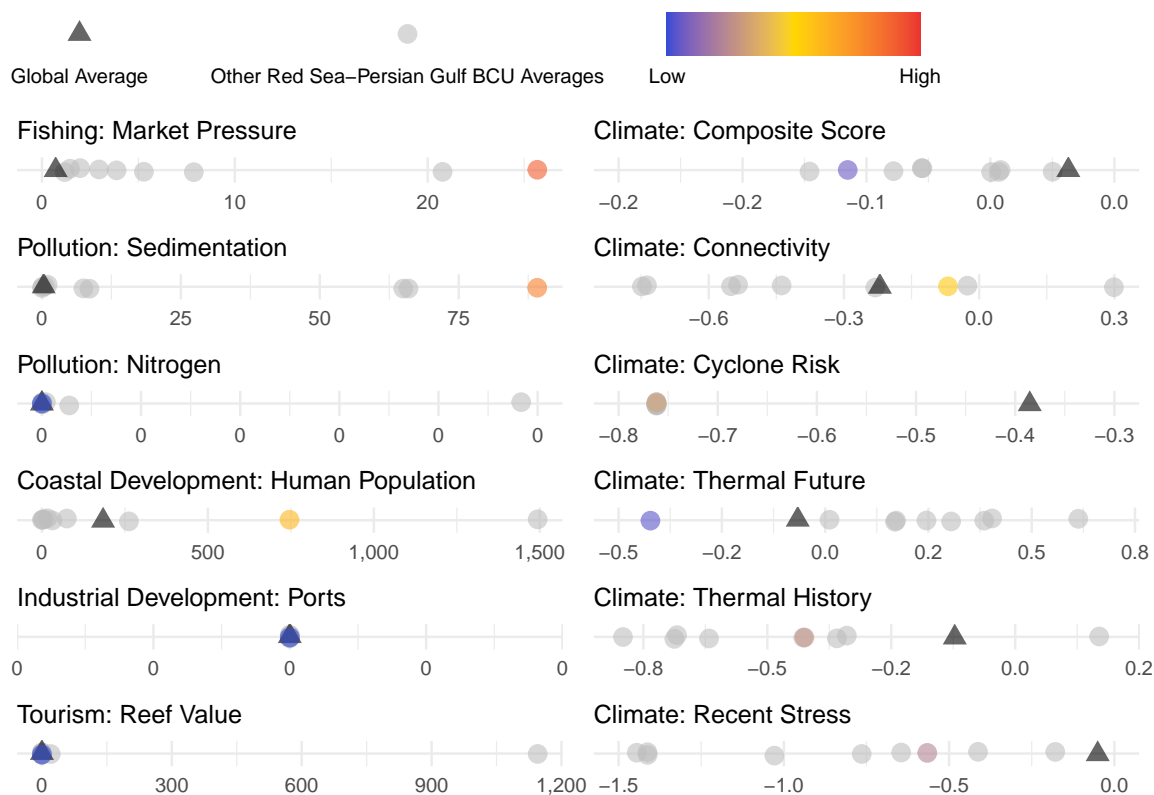 Global Average
Other Red Sea−Persian Gulf BCU Averages
Low
High
Fishing: Market Pressure
0 10 20
Climate: Composite Score
−0.2 −0.2 −0.1 0.0 0.0
Pollution: Sedimentation
0 25 50 75
Climate: Connectivity
−0.6 −0.3 0.0 0.3
Pollution: Nitrogen
0 0 0 0 0 0
Climate: Cyclone Risk
−0.8 −0.7 −0.6 −0.5 −0.4 −0.3
Coastal Development: Human Population
0 500 1,000 1,500
Climate: Thermal Future
−0.5 −0.2 0.0 0.2 0.5 0.8
Industrial Development: Ports
0 0 0 0 0
Climate: Thermal History
−0.8 −0.5 −0.2 0.0 0.2
Tourism: Reef Value
0 300 600 900 1,200
Climate: Recent Stress
−1.5 −1.0 −0.5 0.0